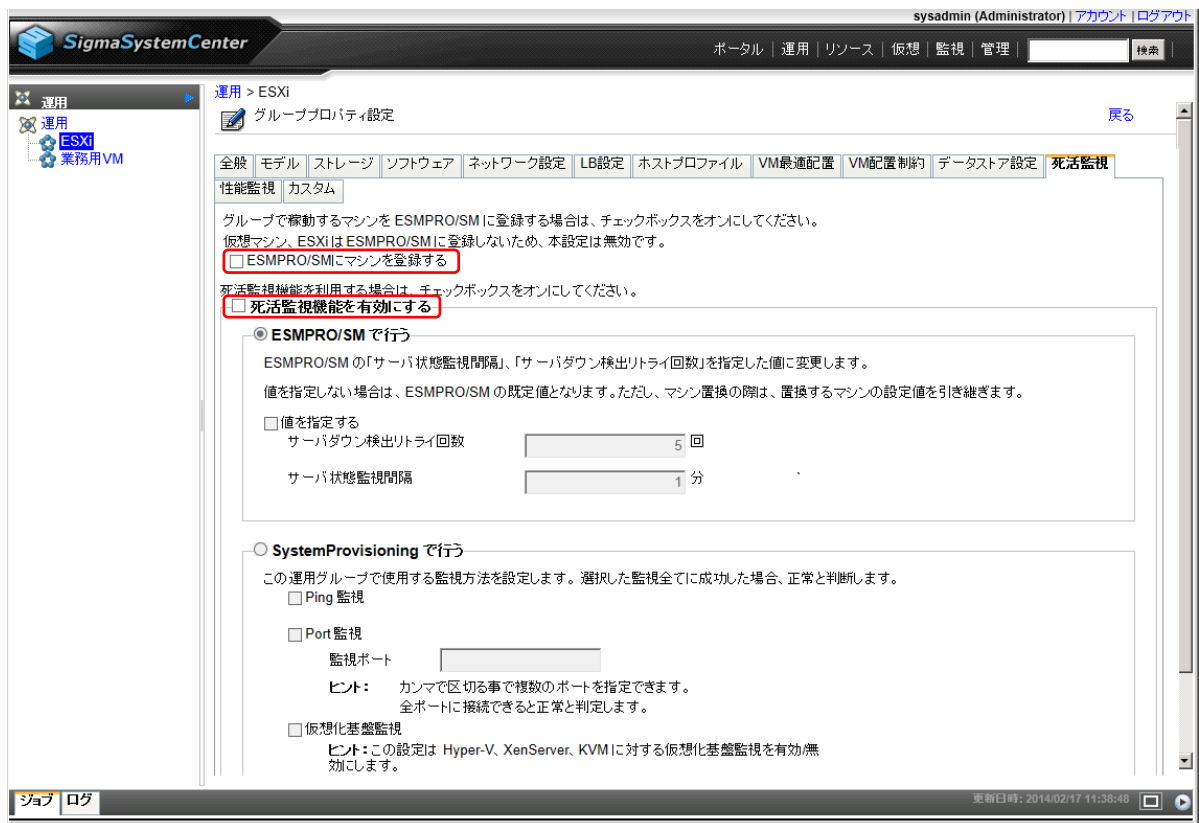 sysadmin (Administrator) | アカウント | ログアウト
SigmaSystemCenter
ポータル | 運用 | リソース | 仮想 | 監視 | 管理 | 検索
運用
運用
ESXi
業務用VM
運用 > ESXi
グループプロパティ設定 戻る
全般 モデル ストレージ ソフトウェア ネットワーク設定 LB設定 ホストプロファイル VM最適配置 VM配置制約 データストア設定 死活監視
性能監視 カスタム
グループで稼動するマシンを ESMPRO/SM に登録する場合は、チェックボックスをオンにしてください。
仮想マシン、ESXi は ESMPRO/SM に登録しないため、本設定は無効です。
ESMPRO/SMにマシンを登録する
死活監視機能を利用する場合は、チェックボックスをオンにしてください。
死活監視機能を有効にする
ESMPRO/SM で行う
ESMPRO/SM の「サーバ状態監視間隔」、「サーバダウン検出リトライ回数」を指定した値に変更します。
値を指定しない場合は、ESMPRO/SM の既定値となります。ただし、マシン置換の際は、置換するマシンの設定値を引き継ぎます。
値を指定する
サーバダウン検出リトライ回数 5 回
サーバ状態監視間隔 1 分
SystemProvisioning で行う
この運用グループで使用する監視方法を設定します。選択した監視全てに成功した場合、正常と判断します。
Ping 監視
Port 監視
監視ポート
ヒント： カンマで区切る事で複数のポートを指定できます。
全ポートに接続できると正常と判定します。
仮想化基盤監視
ヒント：この設定は Hyper-V、XenServer、KVM に対する仮想化基盤監視を有効/無
効にします。
ジョブ ログ 更新日時: 2014/02/17 11:38:48